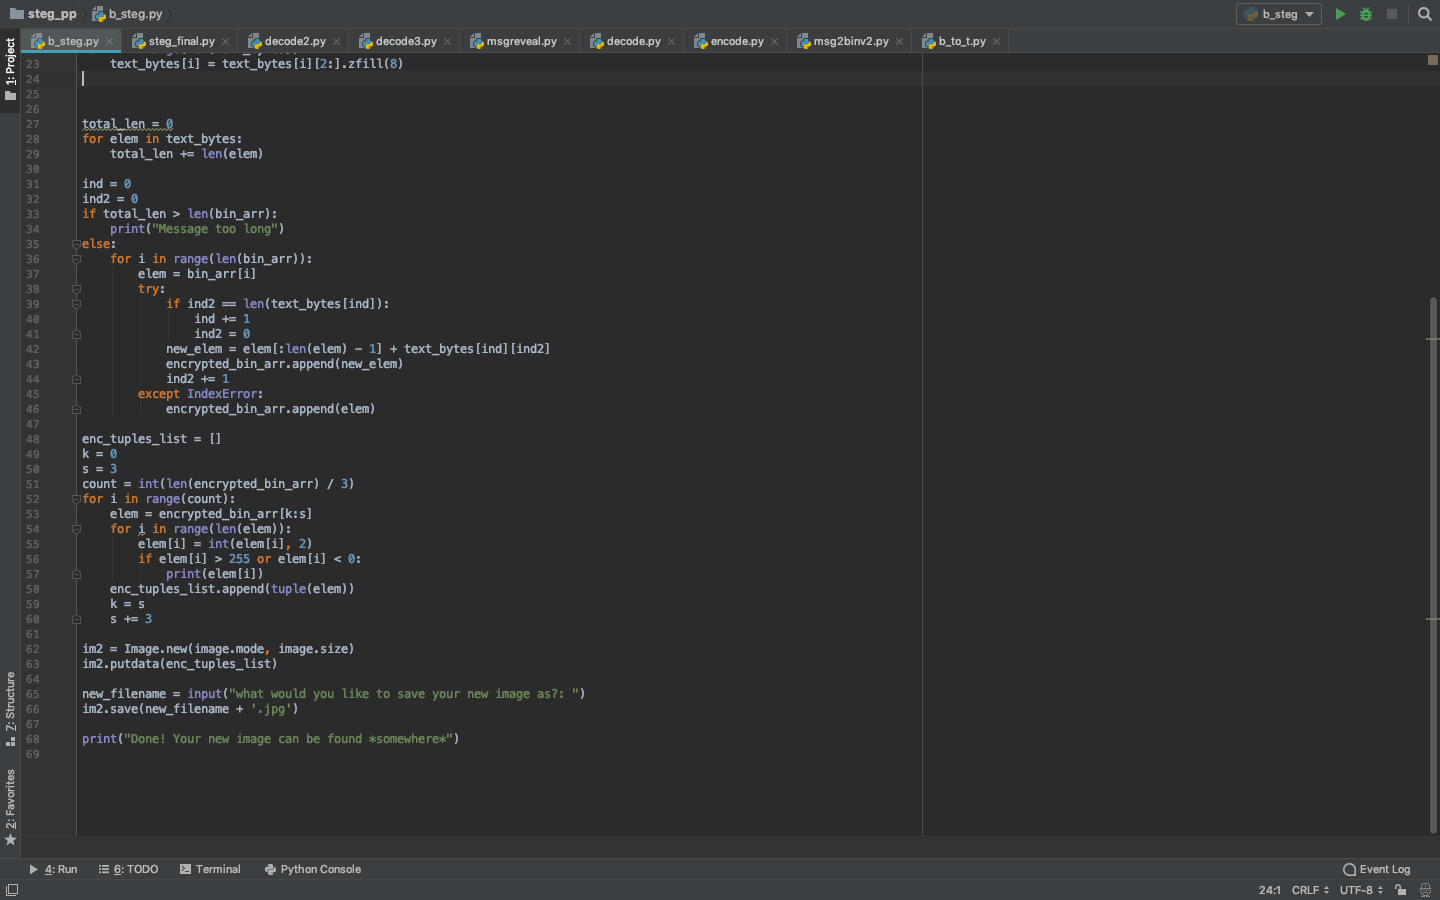 steg_pp b_steg.py b_steg
b_steg.py steg_final.py decode2.py decode3.py msgreveal.py decode.py encode.py msg2binv2.py b_to_t.py
1: Project
23 text_bytes[i] = text_bytes[i][2:].zfill(8)
24
25
26
27 total_len = 0
28 for elem in text_bytes:
29 total_len += len(elem)
30
31 ind = 0
32 ind2 = 0
33 if total_len > len(bin_arr):
34 print("Message too long")
35 else:
36 for i in range(len(bin_arr)):
37 elem = bin_arr[i]
38 try:
39 if ind2 == len(text_bytes[ind]):
40 ind += 1
41 ind2 = 0
42 new_elem = elem[:len(elem) - 1] + text_bytes[ind][ind2]
43 encrypted_bin_arr.append(new_elem)
44 ind2 += 1
45 except IndexError:
46 encrypted_bin_arr.append(elem)
47
48 enc_tuples_list = []
49 k = 0
50 s = 3
51 count = int(len(encrypted_bin_arr) / 3)
52 for i in range(count):
53 elem = encrypted_bin_arr[k:s]
54 for i in range(len(elem)):
55 elem[i] = int(elem[i], 2)
56 if elem[i] > 255 or elem[i] < 0:
57 print(elem[i])
58 enc_tuples_list.append(tuple(elem))
59 k = s
60 s += 3
61
62 im2 = Image.new(image.mode, image.size)
63 im2.putdata(enc_tuples_list)
64
65 new_filename = input("what would you like to save your new image as?: ")
66 im2.save(new_filename + '.jpg')
67
68 print("Done! Your new image can be found *somewhere*")
69
7: Structure
2: Favorites
4: Run 6: TODO Terminal Python Console Event Log
24:1 CRLF UTF-8